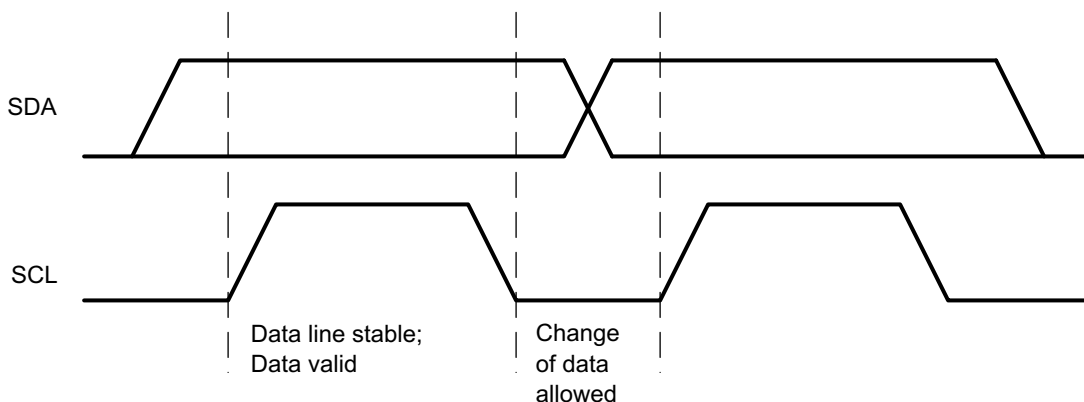 SDA
SCL
Data line stable;
Data valid
Change
of data
allowed